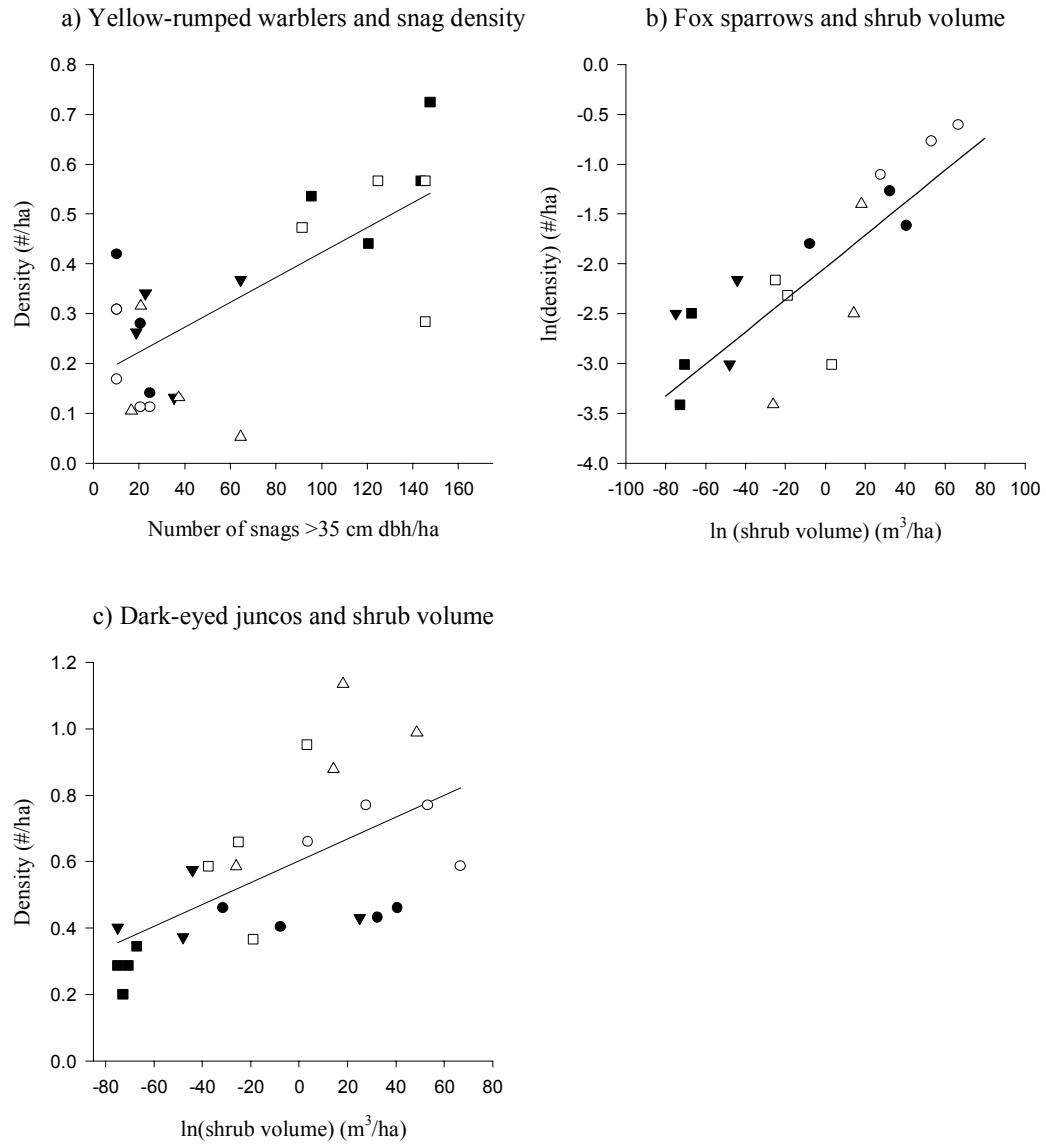 a) Yellow-rumped warblers and snag density
0.8
0.7
0.6
0.5
0.4
0.3
0.2
0.1
0.0
Density (#/ha)
0 20 40 60 80 100 120 140 160
Number of snags >35 cm dbh/ha
b) Fox sparrows and shrub volume
0.0
-0.5
-1.0
-1.5
-2.0
-2.5
-3.0
-3.5
-4.0
ln(density) (#/ha)
-100 -80 -60 -40 -20 0 20 40 60 80 100
ln (shrub volume) (m³/ha)
c) Dark-eyed juncos and shrub volume
1.2
1.0
0.8
0.6
0.4
0.2
0.0
Density (#/ha)
-80 -60 -40 -20 0 20 40 60 80
ln(shrub volume) (m³/ha)